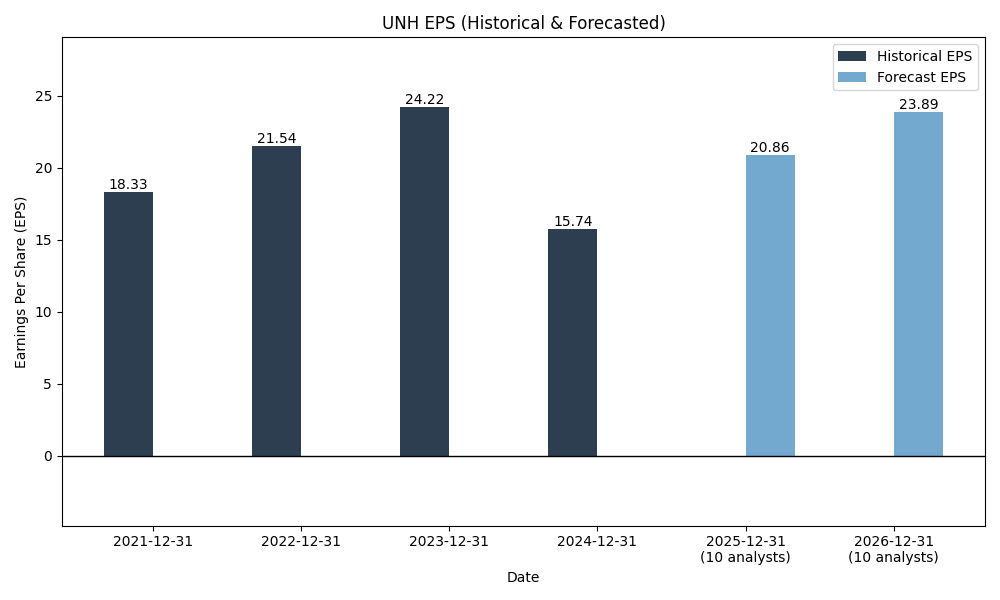 UNH EPS (Historical & Forecasted)
Historical EPS
Forecast EPS
Earnings Per Share (EPS)
25
20
15
10
5
0
18.33
21.54
24.22
15.74
20.86
23.89
2021-12-31
2022-12-31
2023-12-31
2024-12-31
2025-12-31
(10 analysts)
2026-12-31
(10 analysts)
Date